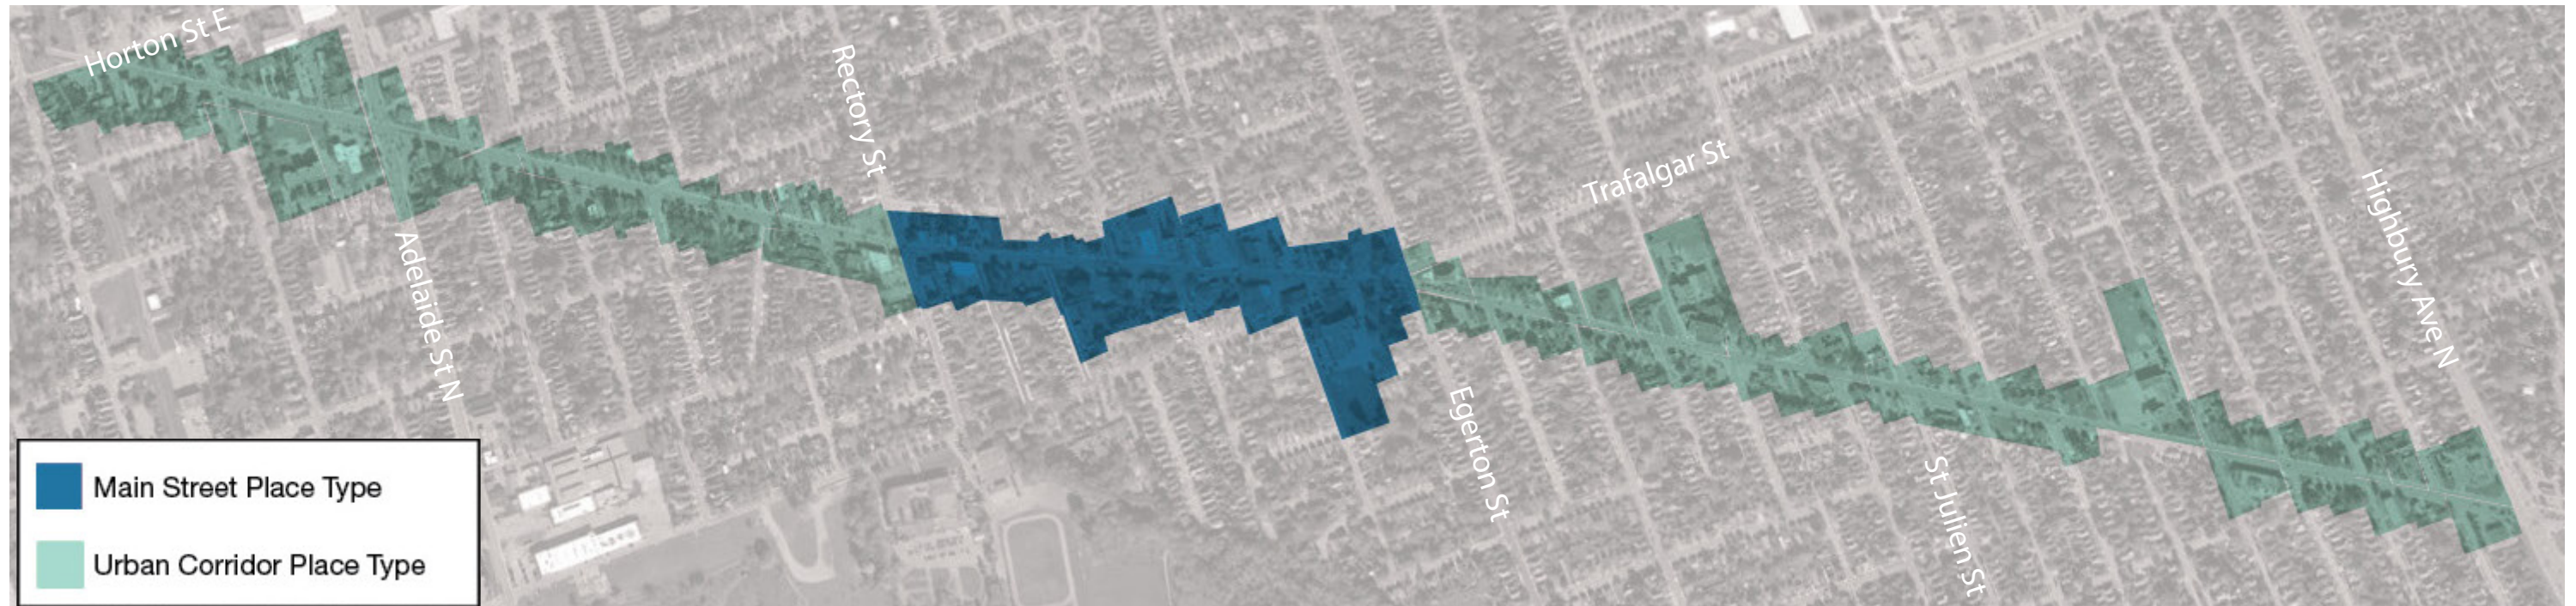 Horton St E
Rectory St
Trafalgar St
Highbury Ave N
Adelaide St N
Egerton St
St Julien St
Main Street Place Type
Urban Corridor Place Type